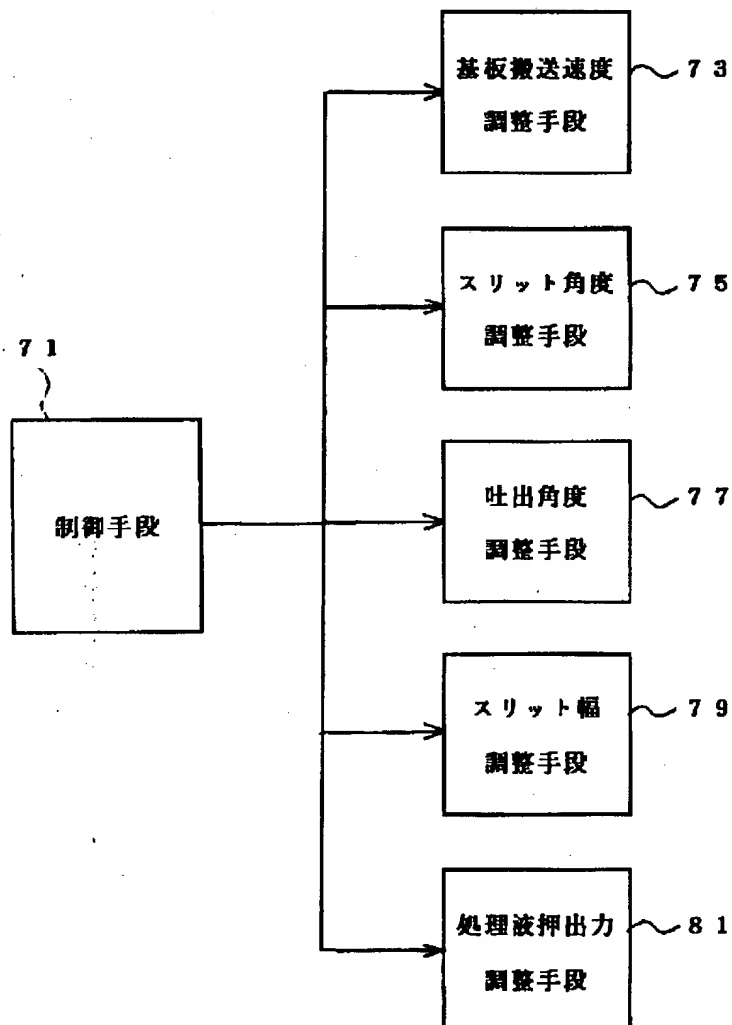 基板搬送速度
調整手段
７３
スリット角度
調整手段
７５
７１
制御手段
吐出角度
調整手段
７７
スリット幅
調整手段
７９
処理液押出力
調整手段
８１